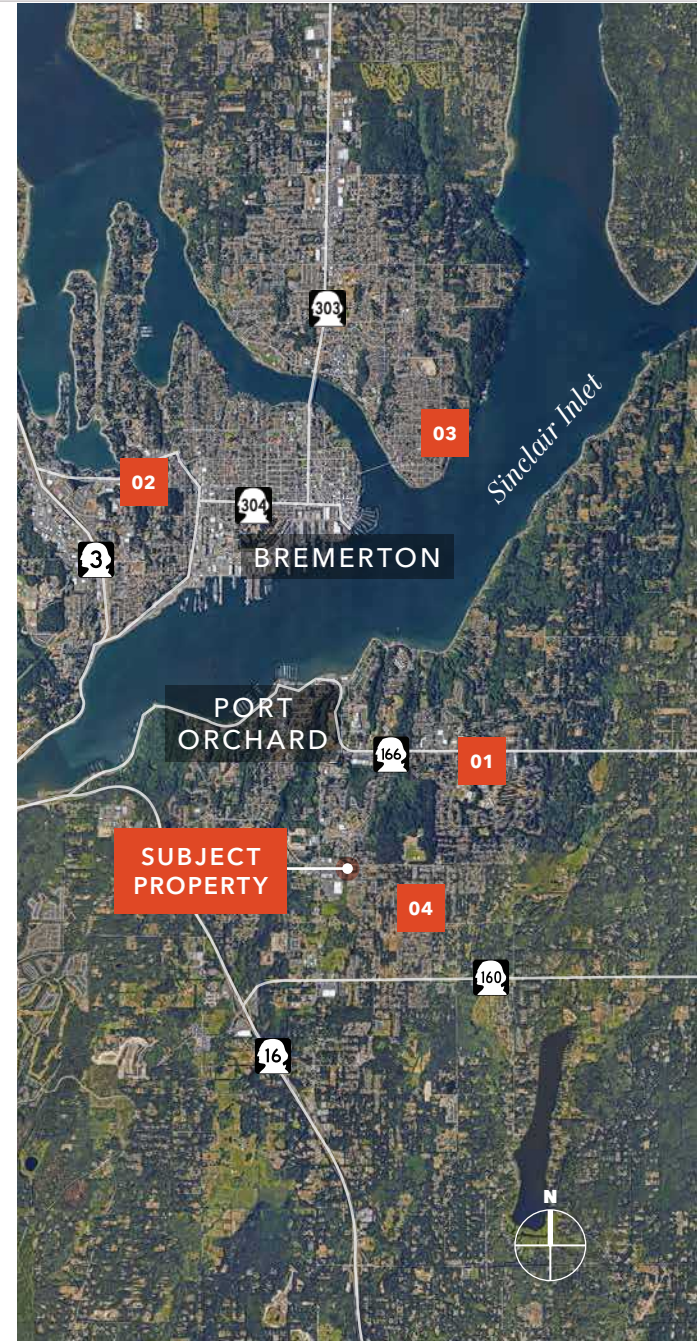 303
03
Sinclair Inlet
02
304
3
BREMERTON
PORT
ORCHARD
166
01
SUBJECT
PROPERTY
04
160
16
N